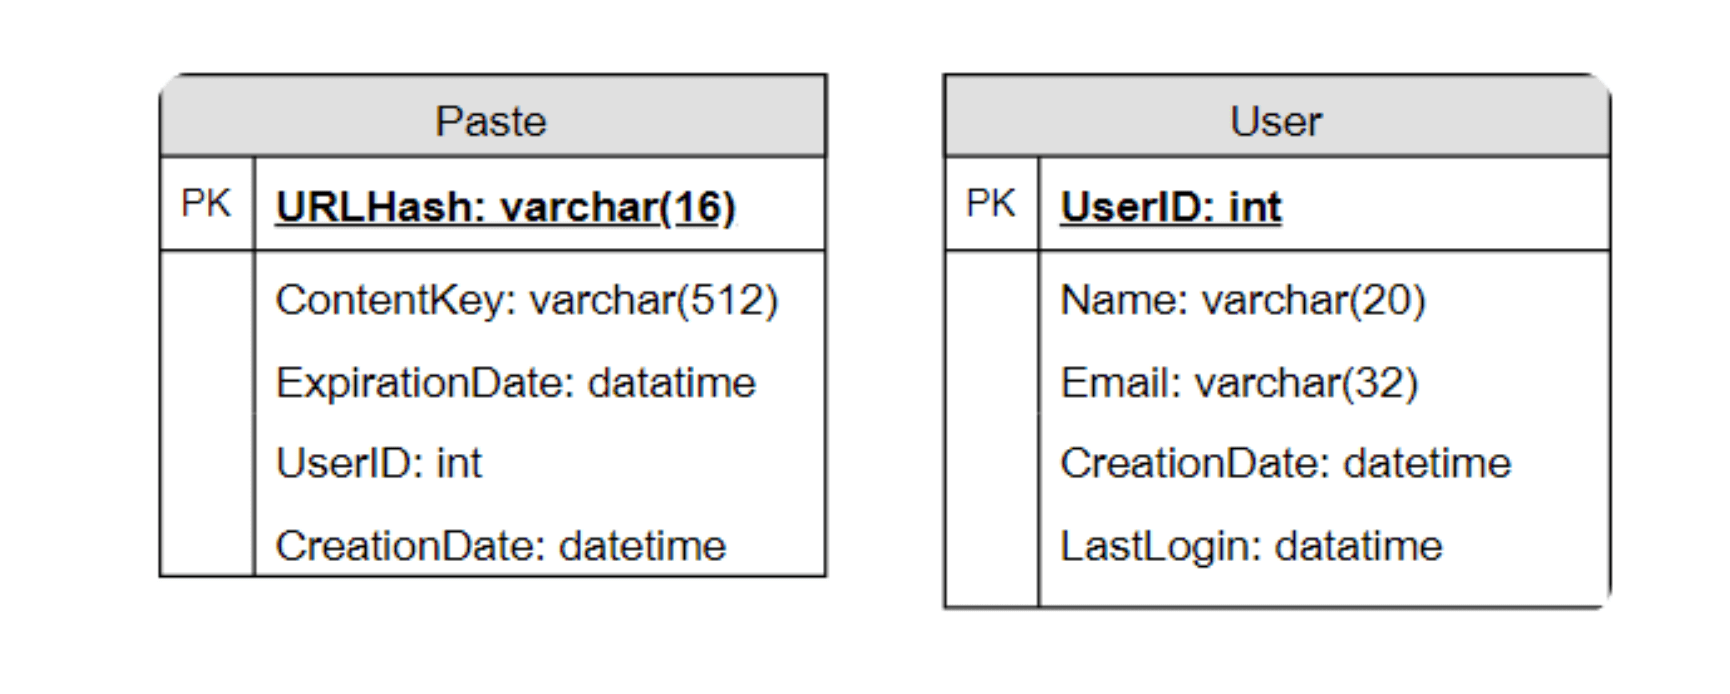 Paste
PK URLHash: varchar(16)
ContentKey: varchar(512)
ExpirationDate: datatime
UserID: int
CreationDate: datetime
User
PK UserID: int
Name: varchar(20)
Email: varchar(32)
CreationDate: datetime
LastLogin: datatime